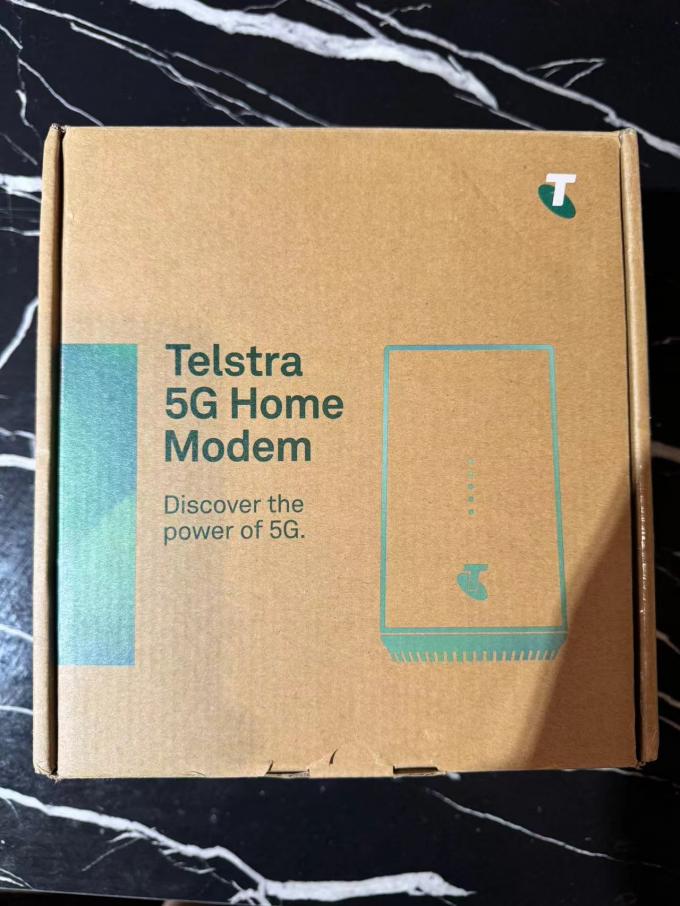 T
Telstra
5G Home
Modem
Discover the
power of 5G.
T